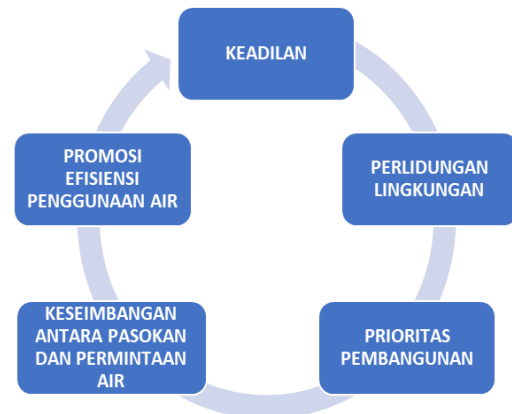 KEADILAN
PERLIDUNGAN
LINGKUNGAN
PRIORITAS
PEMBANGUNAN
KESEIMBANGAN
ANTARA PASOKAN
DAN PERMINTAAN
AIR
PROMOSI
EFISIENSI
PENGGUNAAN AIR